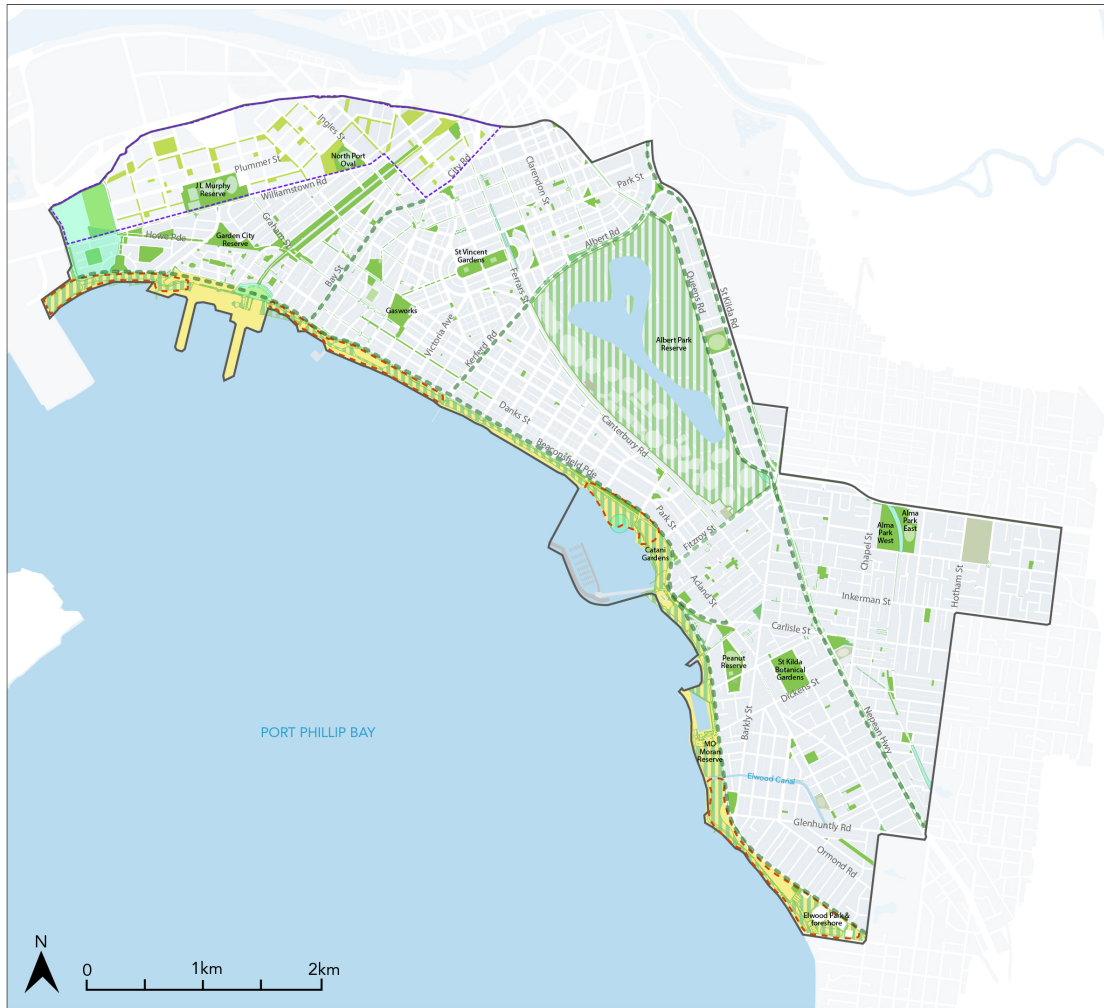 Ingles St
North Port
Oval
City Rd
Clarendon St
Plummer St
Park St
J.L Murphy
Reserve
Williamstown Rd
Graham St
Howe Pde
Garden City
Reserve
Albert Rd
St Vincent
Gardens
Bay St
Ferrars St
Queens Rd
St Kilda Rd
Gasworks
Victoria Ave
Kerferd Rd
Albert Park
Reserve
Danks St
Canterbury Rd
Beaconsfield Pde
Park St
Fitzroy St
Catani
Gardens
Alma
Park
East
Alma
Park
West
Chapel St
Hotham St
Acland St
Inkerman St
Carlisle St
Peanut
Reserve
St Kilda
Botanical
Gardens
Dickens St
Barkly St
Nepean Hwy
PORT PHILLIP BAY
MO
Moran
Reserve
Elwood Canal
Glenhuntly Rd
Ormond Rd
Elwood Park &
foreshore
N
0 1km 2km